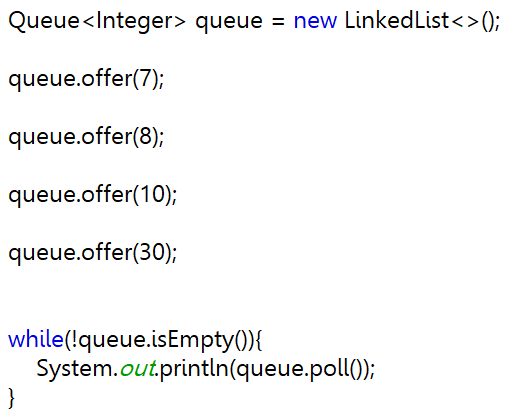 Queue<Integer> queue = new LinkedList<>();
queue.offer(7);
queue.offer(8);
queue.offer(10);
queue.offer(30);
while(!queue.isEmpty()){
System.out.println(queue.poll());
}